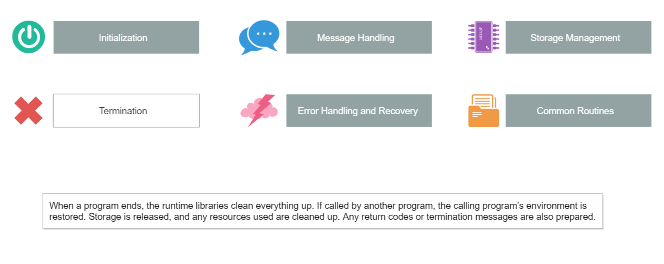 Initialization
Message Handling
Storage Management
Termination
Error Handling and Recovery
Common Routines
When a program ends, the runtime libraries clean everything up. If called by another program, the calling program's environment is
restored. Storage is released, and any resources used are cleaned up. Any return codes or termination messages are also prepared.